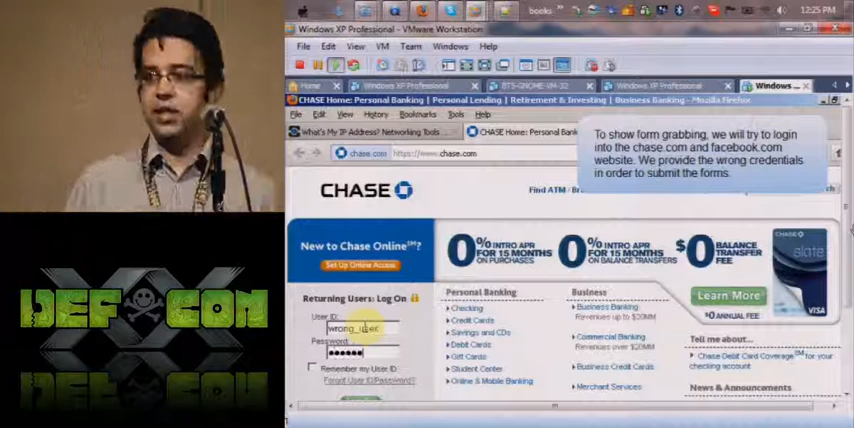 books
12:25 PM
Windows XP Professional - VMware Workstation
File Edit View VM Team Windows Help
Home
Windows XP Professional
BT5-GNOME-VM-32
Windows XP Professional
Windows...
CHASE Home: Personal Banking | Personal Lending | Retirement & Investing | Business Banking - Mozilla Firefox
File Edit View History Bookmarks Tools Help
What's My IP Address? Networking Tools ...
CHASE Home: Personal Bank
chase.com
https://www.chase.com
To show form grabbing, we will try to login
into the chase.com and facebook.com
website. We provide the wrong credentials
in order to submit the forms.
CHASE
Find ATM
New to Chase Online?SM
Set Up Online Access
0% INTRO APR
FOR 15 MONTHS
ON PURCHASES
0% INTRO APR
FOR 15 MONTHS
ON BALANCE TRANSFERS
$0 BALANCE
TRANSFER
FEE
CHASE
slate
VISA
Learn More
$0 ANNUAL FEE
Returning Users: Log On
User ID:
wrong_user
Password:
Remember my User ID
Forgot User ID/Password?
Personal Banking
Checking
Credit Cards
Savings and CDs
Debit Cards
Gift Cards
Student Center
Online & Mobile Banking
Business
Business Banking
Revenues up to $20MM
Commercial Banking
Revenues over $20MM
Business Credit Cards
Merchant Services
Tell me about...
Chase Debit Card CoverageSM for your
checking account
News & Announcements
DEF CON